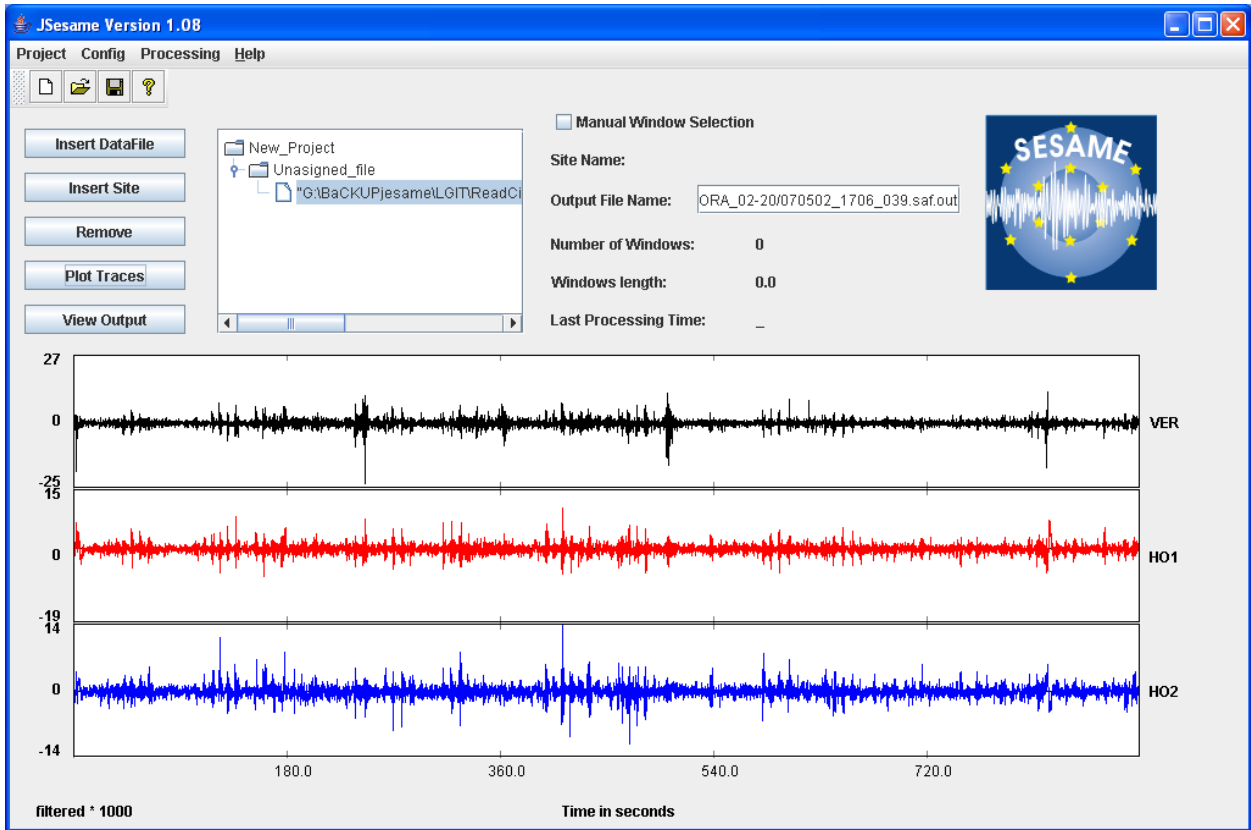 JSesame Version 1.08
Project Config Processing Help
Insert DataFile
Insert Site
Remove
Plot Traces
View Output
New_Project
Unasigned_file
"G:\BaCKUPjesame\LGIT\ReadCi
Manual Window Selection
Site Name:
Output File Name: ORA_02-20/070502_1706_039.saf.out
Number of Windows: 0
Windows length: 0.0
Last Processing Time: _
SESAME
27
0
-25
VER
15
0
-19
HO1
14
0
-14
HO2
180.0 360.0 540.0 720.0
filtered * 1000 Time in seconds